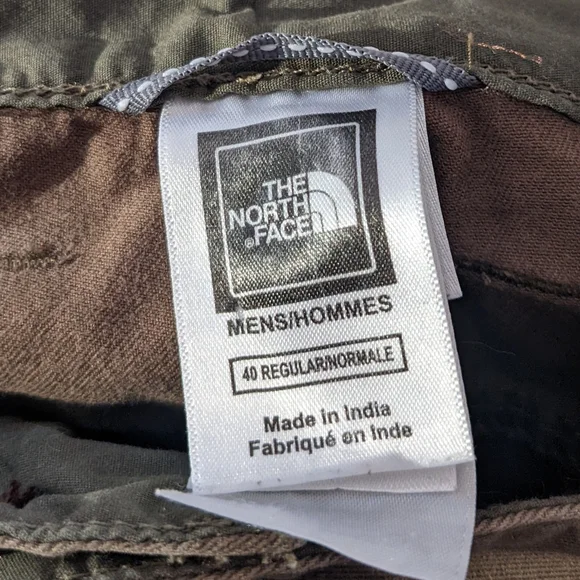 THE
NORTH
®FACE
MENS/HOMMES
40 REGULAR/NORMALE
Made in India
Fabriqué en Inde